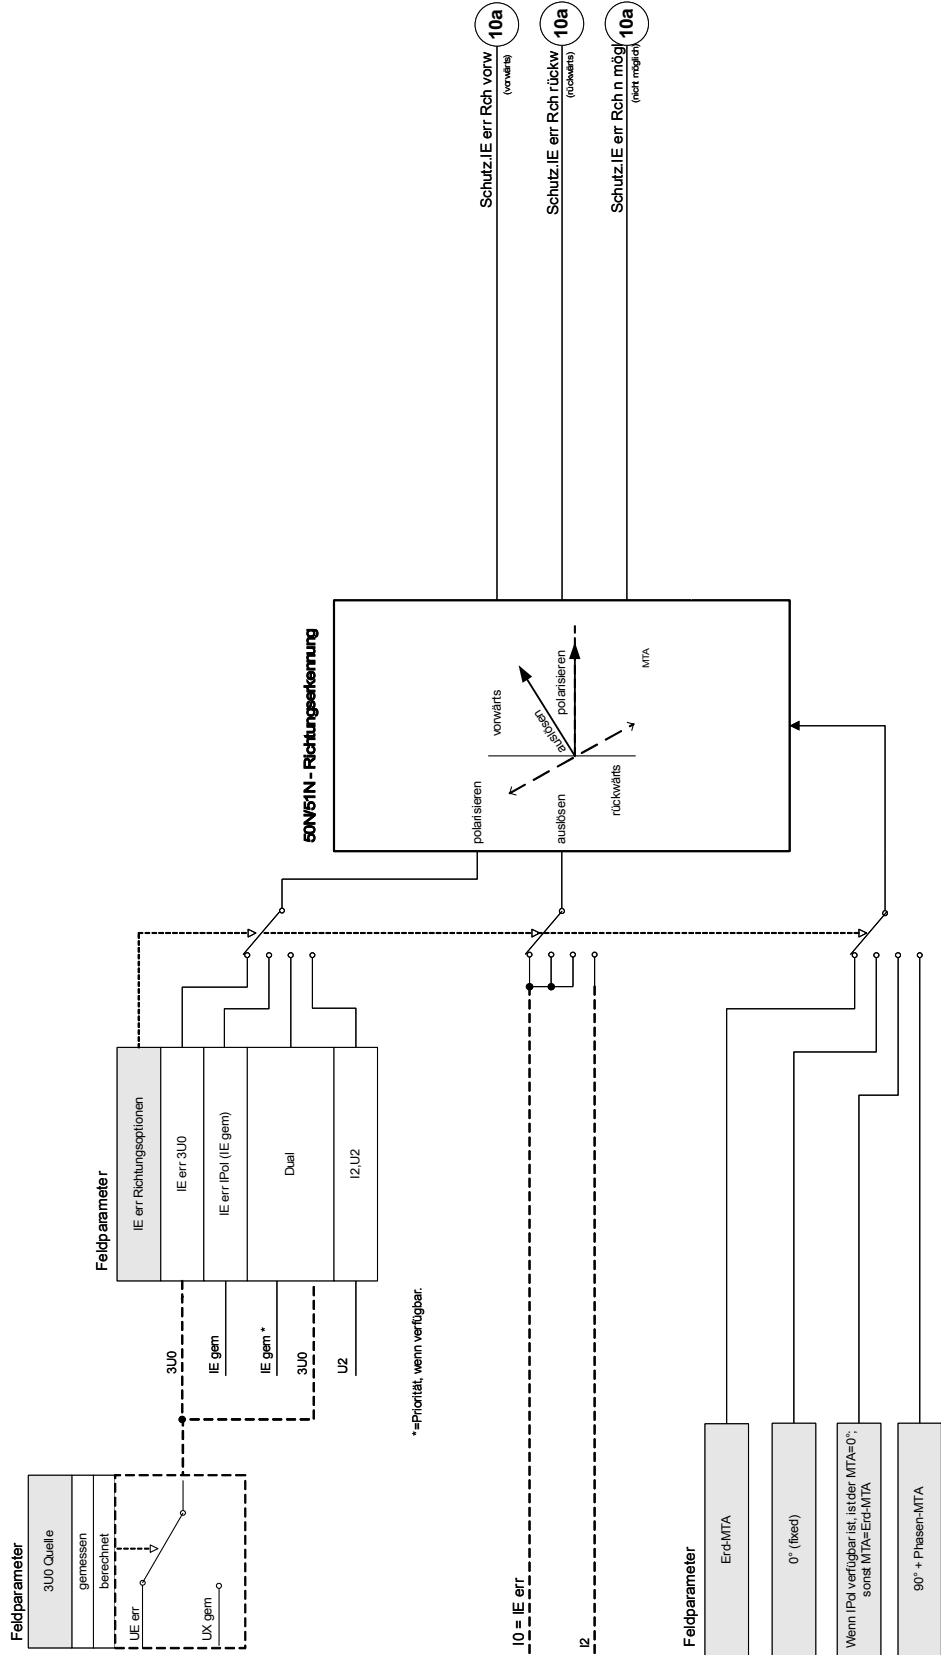 Feldparameter
3U0 Quelle
gemessen
berechnet
UE err
UX gem
Feldparameter
IE err Richtungsoptionen
IE err 3U0
IE err IPol (IE gem)
Dual
I2,U2
3U0
IE gem
IE gem *
3U0
U2
*=Priorität, wenn verfügbar.
I0 = IE err
I2
Feldparameter
Erd-MTA
0° (fixed)
Wenn IPol verfügbar ist, ist der MTA=0°;
sonst MTA=Erd-MTA
90° + Phasen-MTA
50N/51N - Richtungserkennung
polarisieren
auslösen
vorwärts
auslösen
polarisieren
rückwärts
MTA
Schutz.IE err Rch vorw
(vorwärts)
10a
Schutz.IE err Rch rückw
(rückwärts)
10a
Schutz.IE err Rch n mögl
(nicht möglich)
10a